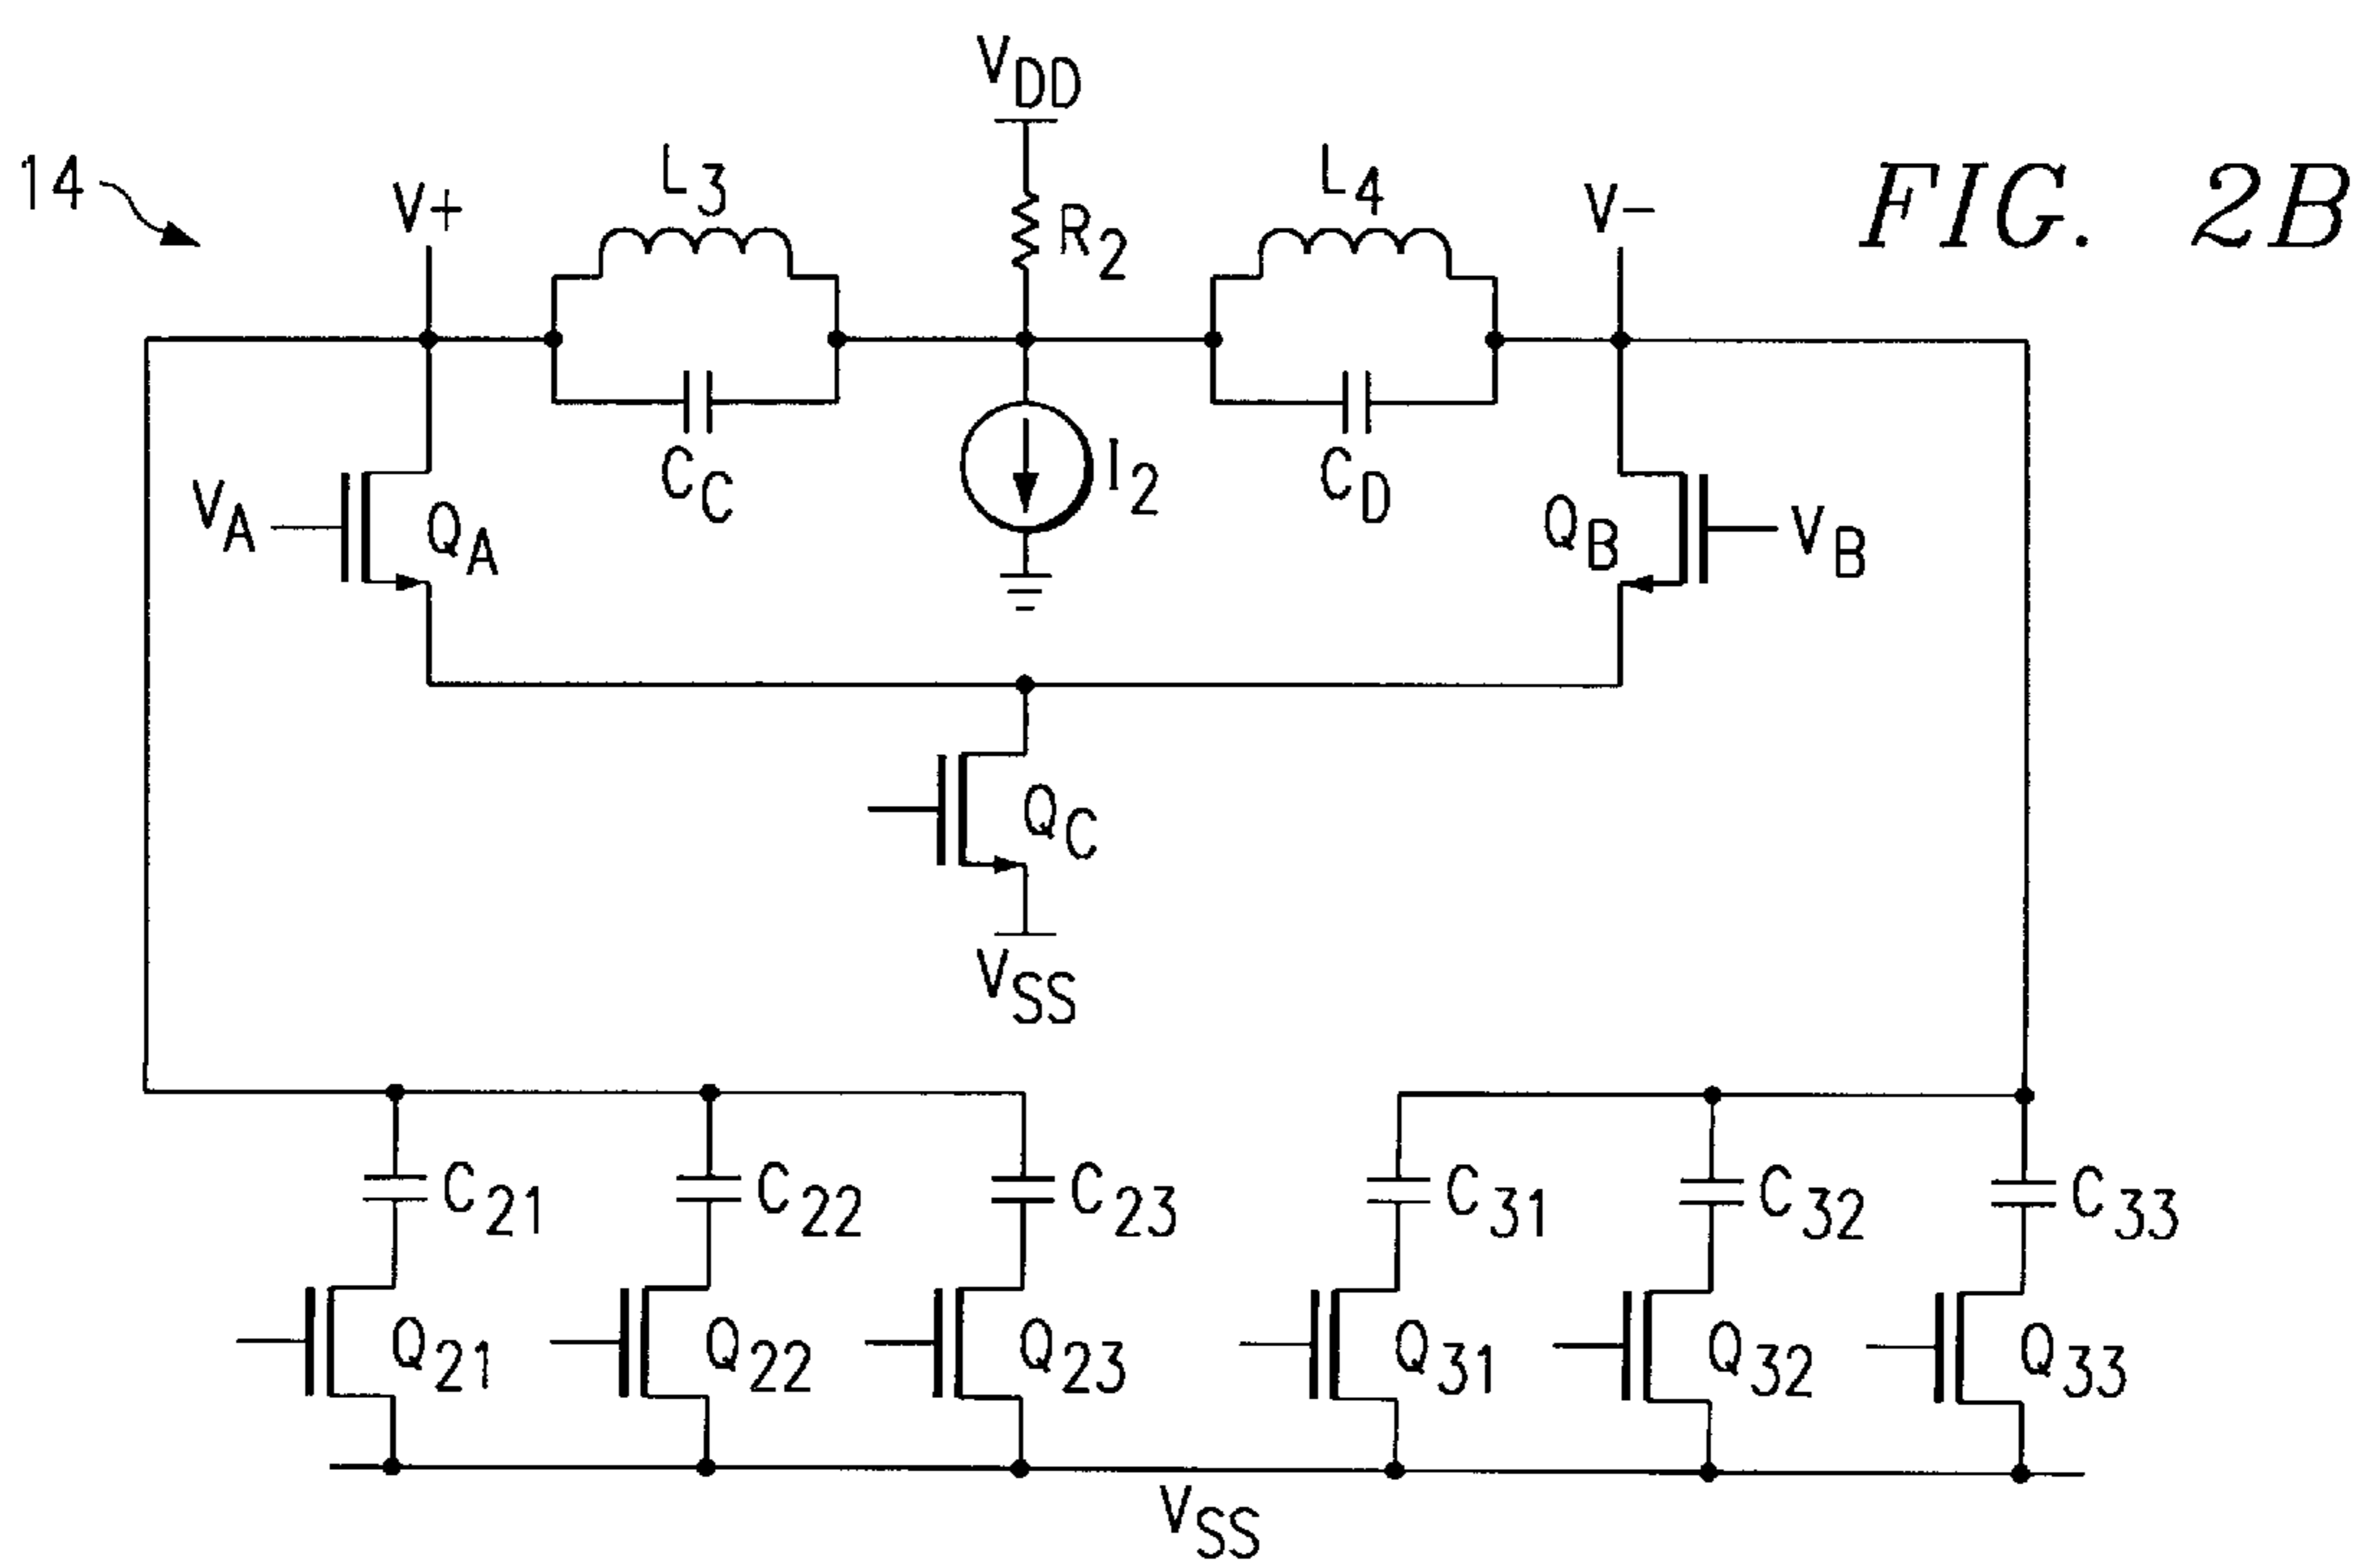 FIG. 2B
14
VDD
V+
L3
R2
L4
V-
CC
I2
CD
VA
QA
QB
VB
QC
VSS
C21
C22
C23
C31
C32
C33
Q21
Q22
Q23
Q31
Q32
Q33
VSS